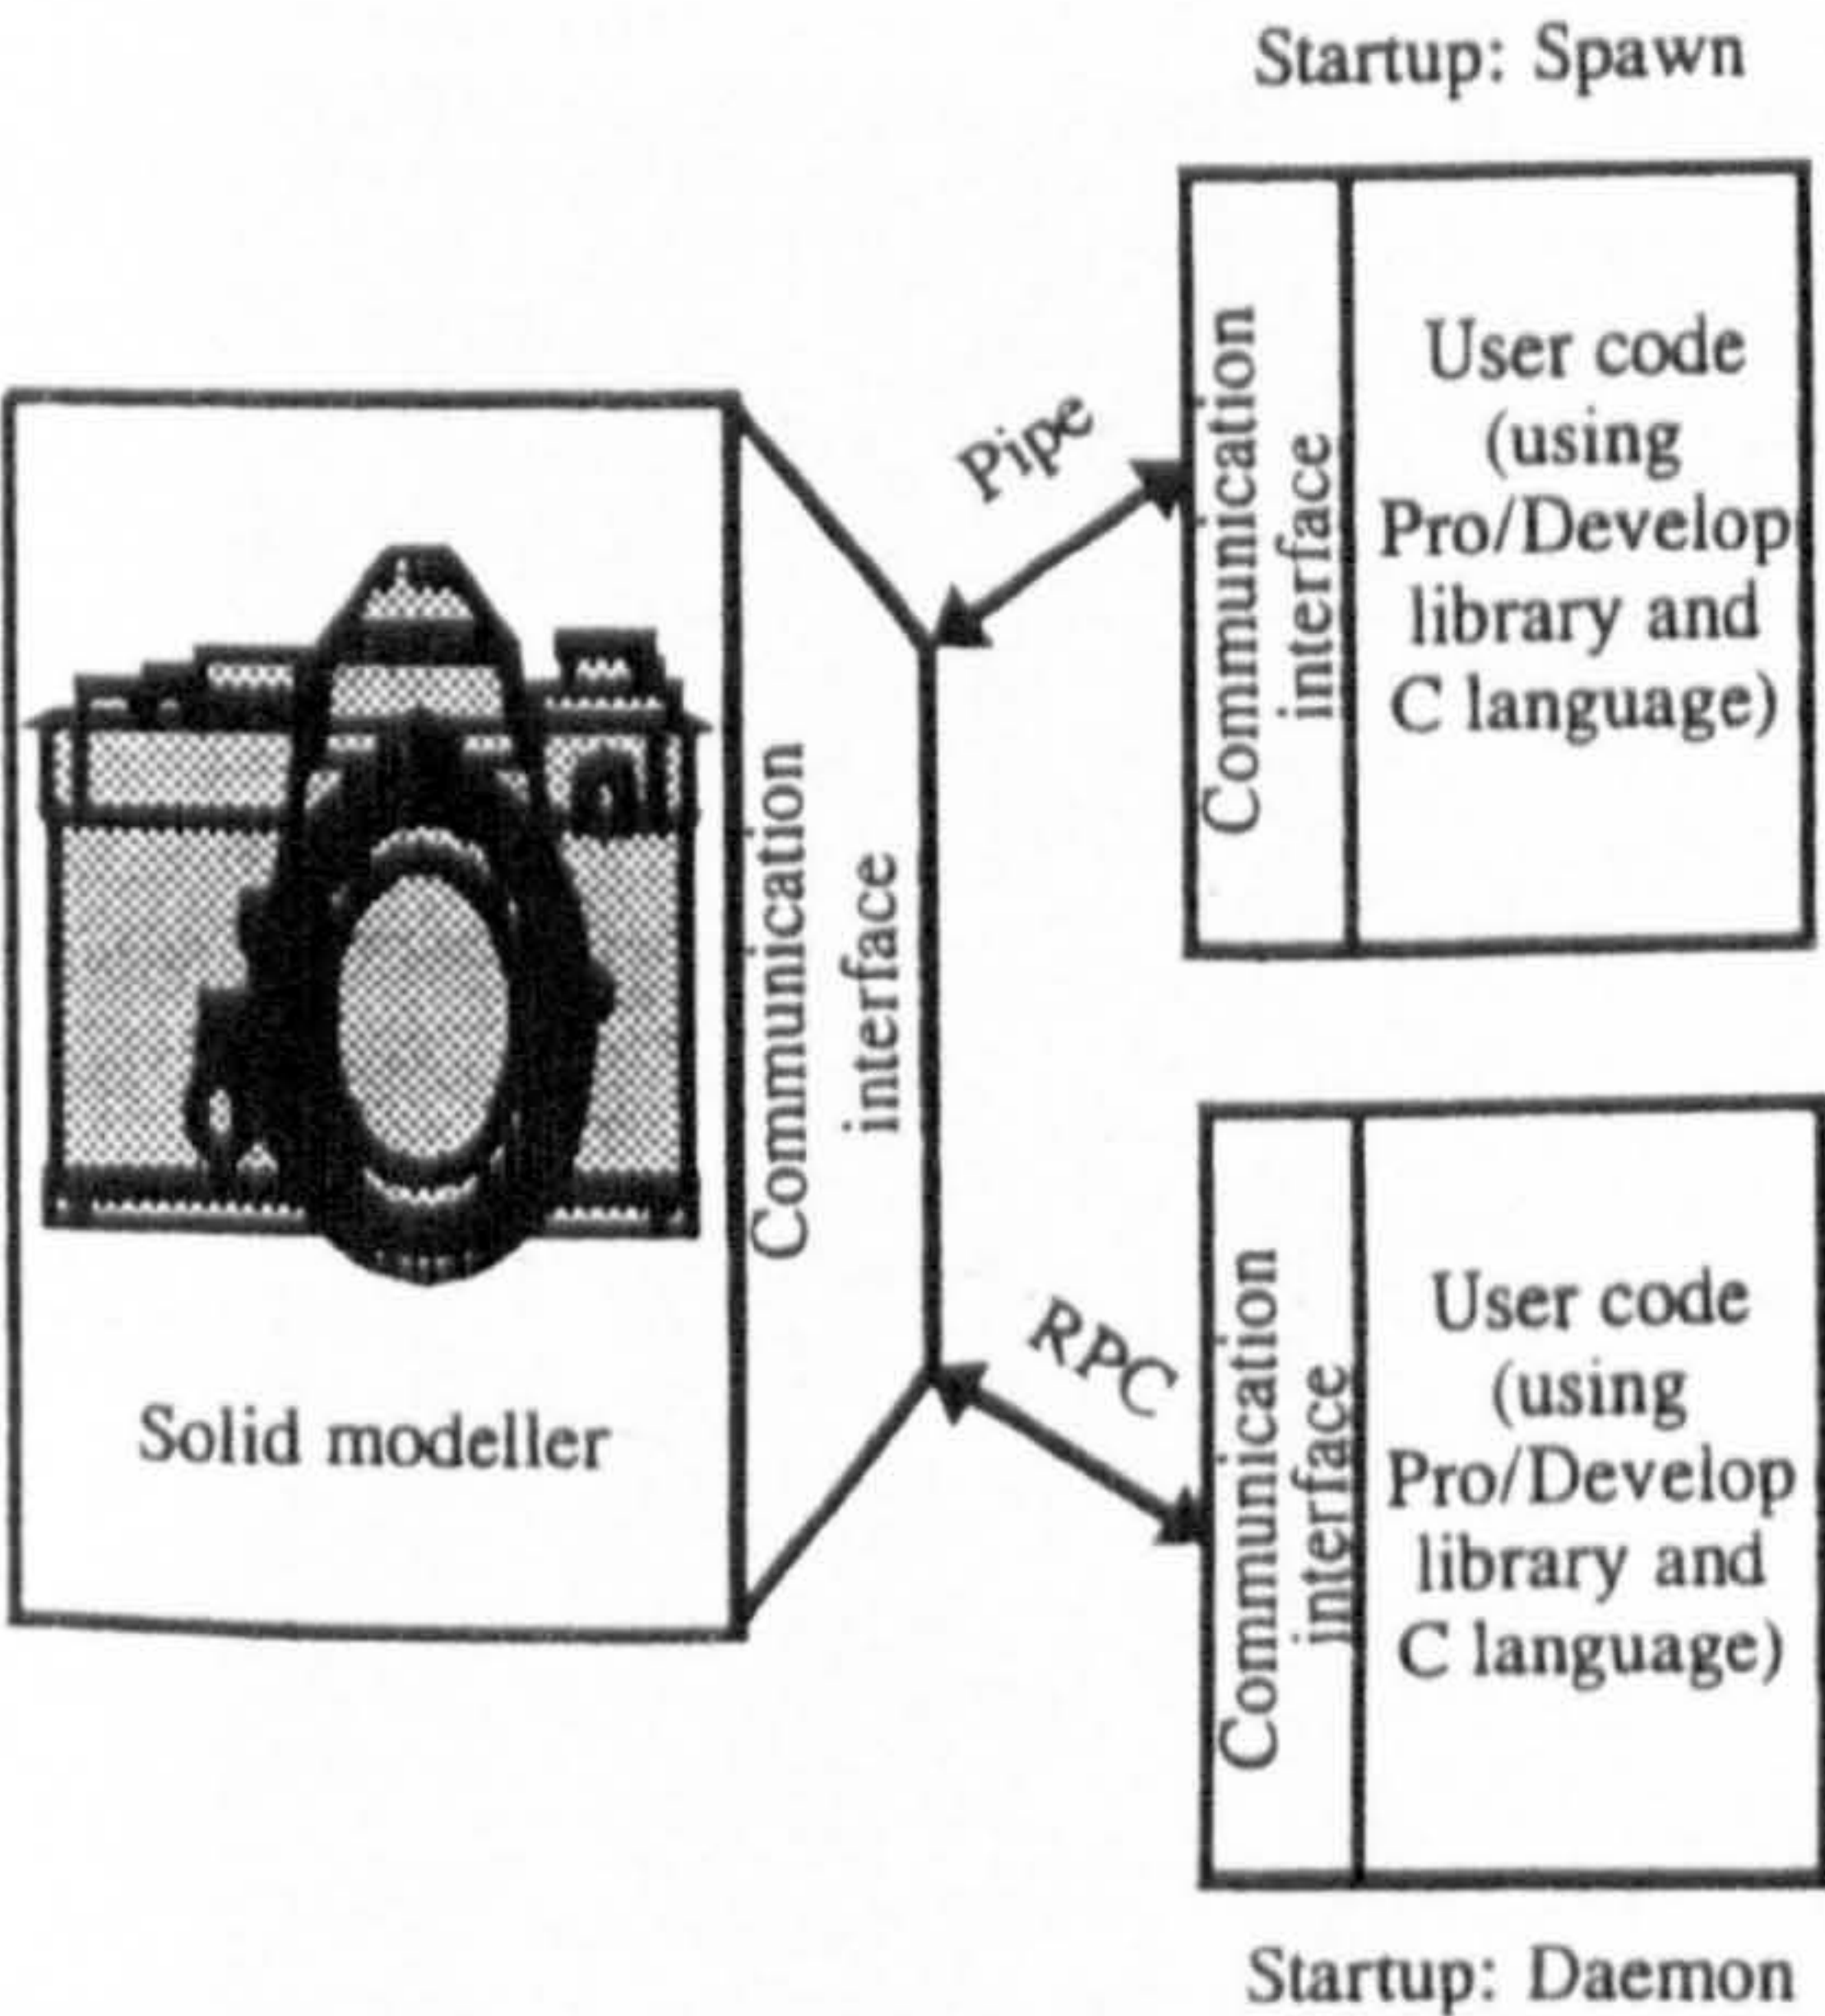 Startup: Spawn
Communication
interface
User code
(using
Pro/Develop
library and
C language)
Pipe
Communication
interface
Solid modeller
RPC
Communication
interface
User code
(using
Pro/Develop
library and
C language)
Startup: Daemon